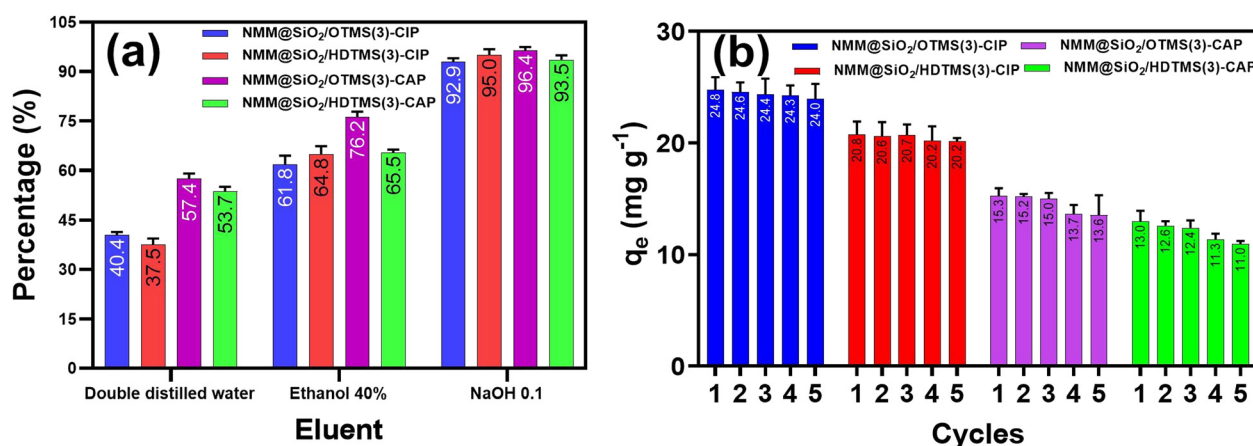 (a)
NMM@SiO₂/OTMS(3)-CIP
NMM@SiO₂/HDTMS(3)-CIP
NMM@SiO₂/OTMS(3)-CAP
NMM@SiO₂/HDTMS(3)-CAP
Percentage (%)
105
90
75
60
45
30
15
0
40.4
37.5
57.4
53.7
61.8
64.8
76.2
65.5
92.9
95.0
96.4
93.5
Double distilled water
Ethanol 40%
NaOH 0.1
Eluent
(b)
NMM@SiO₂/OTMS(3)-CIP
NMM@SiO₂/OTMS(3)-CAP
NMM@SiO₂/HDTMS(3)-CIP
NMM@SiO₂/HDTMS(3)-CAP
qₑ (mg g⁻¹)
30
20
10
0
24.8
24.6
24.4
24.3
24.0
20.8
20.6
20.7
20.2
20.2
15.3
15.2
15.0
13.7
13.6
13.0
12.6
12.4
11.3
11.0
1 2 3 4 5 1 2 3 4 5 1 2 3 4 5 1 2 3 4 5
Cycles